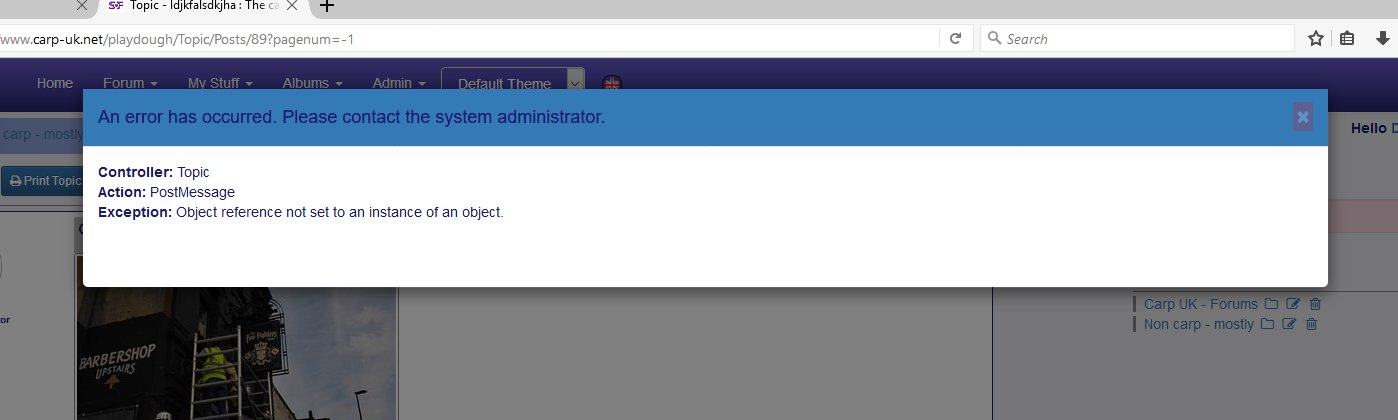 Topic - ldjkfalsdkjha : The ca
www.carp-uk.net/playdough/Topic/Posts/89?pagenum=-1
Search
Home Forum My Stuff Albums Admin Default Theme
An error has occurred. Please contact the system administrator.
carp - mostly
Hello
Print Topic
Controller: Topic
Action: PostMessage
Exception: Object reference not set to an instance of an object.
Carp UK - Forums
Non carp - mostly
tor
BARBERSHOP
UPSTAIRS